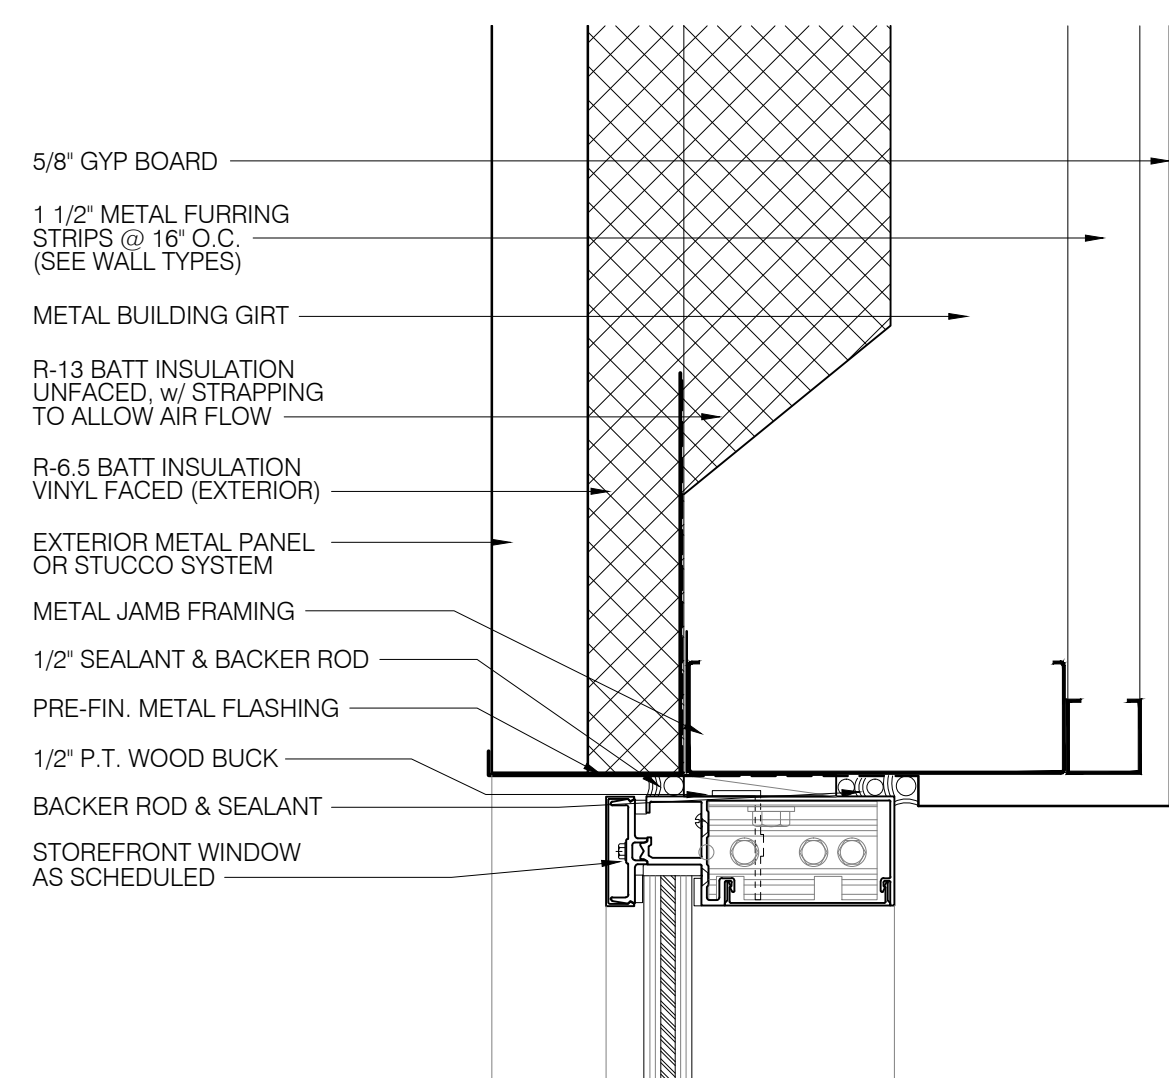 5/8" GYP BOARD
1 1/2" METAL FURRING
STRIPS @ 16" O.C.
(SEE WALL TYPES)
METAL BUILDING GIRT
R-13 BATT INSULATION
UNFACED, w/ STRAPPING
TO ALLOW AIR FLOW
R-6.5 BATT INSULATION
VINYL FACED (EXTERIOR)
EXTERIOR METAL PANEL
OR STUCCO SYSTEM
METAL JAMB FRAMING
1/2" SEALANT & BACKER ROD
PRE-FIN. METAL FLASHING
1/2" P.T. WOOD BUCK
BACKER ROD & SEALANT
STOREFRONT WINDOW
AS SCHEDULED